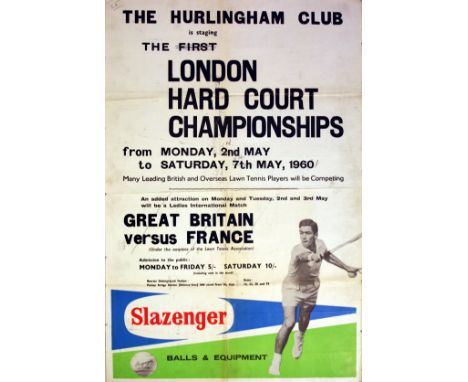 THE HURLINGHAM CLUB
is staging
THE FIRST
LONDON
HARD COURT
CHAMPIONSHIPS
from MONDAY, 2nd MAY
to SATURDAY, 7th MAY, 1960
Many Leading British and Overseas Lawn Tennis Players will be Competing
An added attraction on Monday and Tuesday, 2nd and 3rd May
will be a Ladies International Match
GREAT BRITAIN
versus FRANCE
(Under the auspices of the Lawn Tennis Association)
Admission to the public:
MONDAY to FRIDAY 5/- SATURDAY 10/-
Slazenger
BALLS & EQUIPMENT